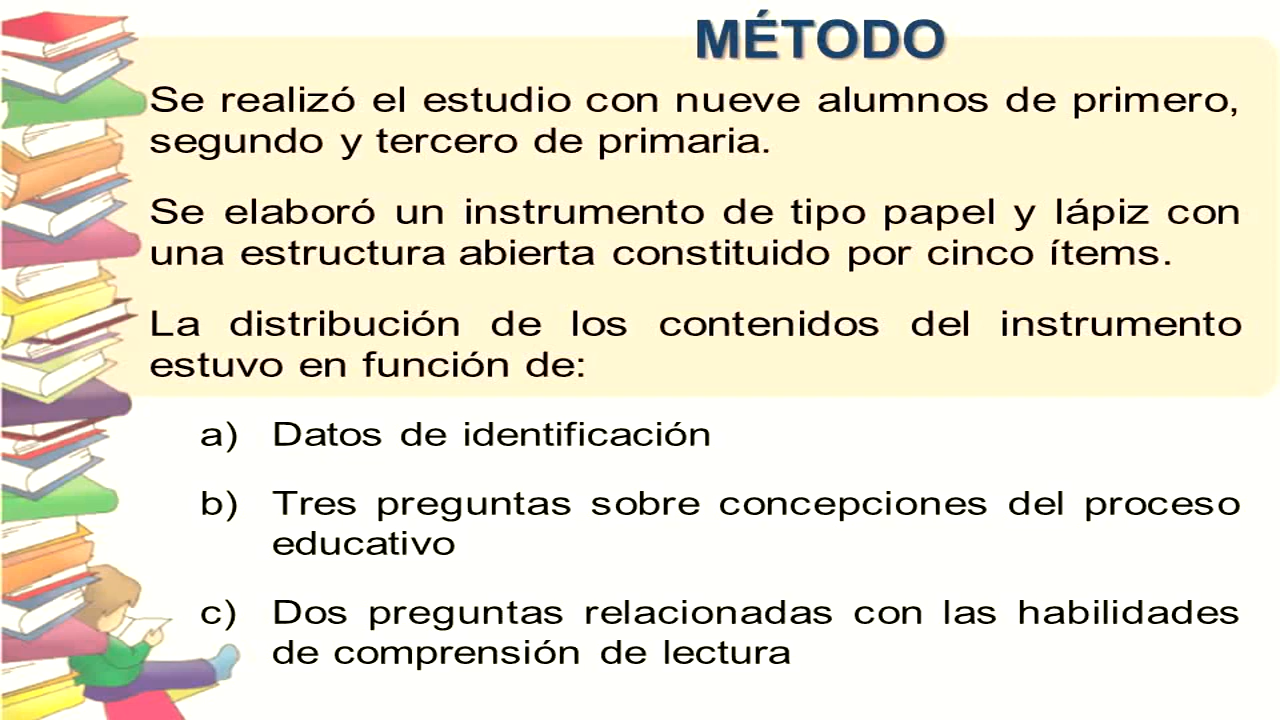 MÉTODO
Se realizó el estudio con nueve alumnos de primero,
segundo y tercero de primaria.
Se elaboró un instrumento de tipo papel y lápiz con
una estructura abierta constituido por cinco ítems.
La distribución de los contenidos del instrumento
estuvo en función de:
a) Datos de identificación
b) Tres preguntas sobre concepciones del proceso
educativo
c) Dos preguntas relacionadas con las habilidades
de comprensión de lectura